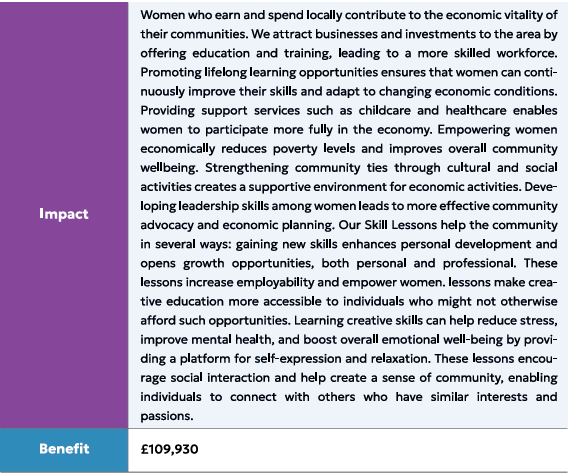 Impact
Women who earn and spend locally contribute to the economic vitality of
their communities. We attract businesses and investments to the area by
offering education and training, leading to a more skilled workforce.
Promoting lifelong learning opportunities ensures that women can conti-
nuously improve their skills and adapt to changing economic conditions.
Providing support services such as childcare and healthcare enables
women to participate more fully in the economy. Empowering women
economically reduces poverty levels and improves overall community
wellbeing. Strengthening community ties through cultural and social
activities creates a supportive environment for economic activities. Deve-
loping leadership skills among women leads to more effective community
advocacy and economic planning. Our Skill Lessons help the community
in several ways: gaining new skills enhances personal development and
opens growth opportunities, both personal and professional. These
lessons increase employability and empower women. lessons make crea-
tive education more accessible to individuals who might not otherwise
afford such opportunities. Learning creative skills can help reduce stress,
improve mental health, and boost overall emotional well-being by provi-
ding a platform for self-expression and relaxation. These lessons encou-
rage social interaction and help create a sense of community, enabling
individuals to connect with others who have similar interests and
passions.
Benefit
£109,930